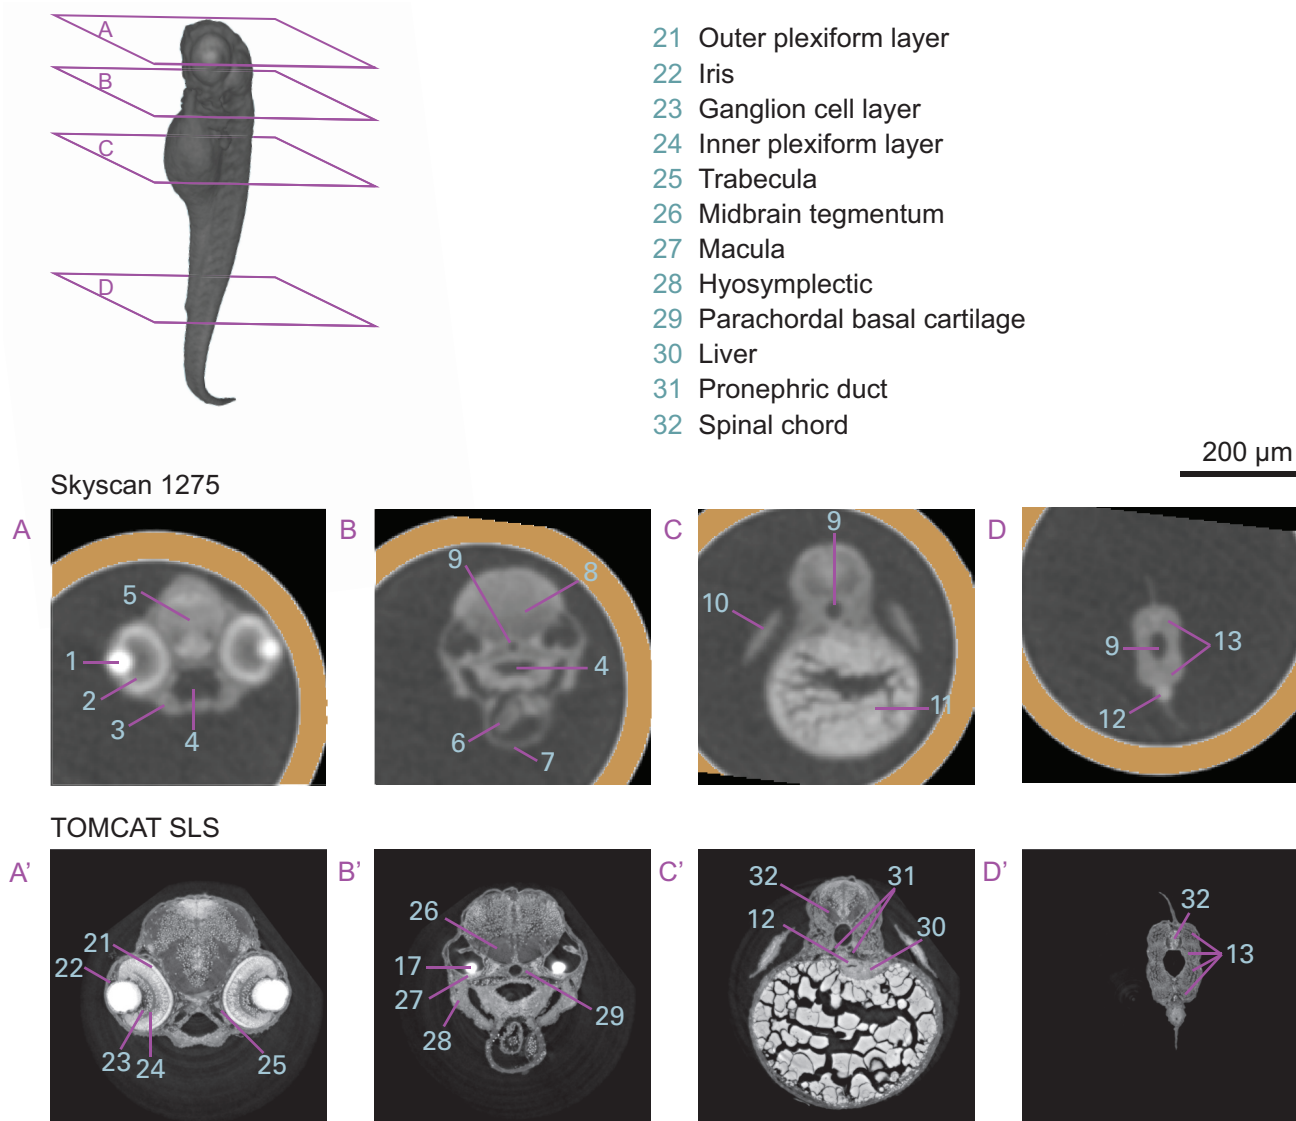 A
B
C
D
21 Outer plexiform layer
22 Iris
23 Ganglion cell layer
24 Inner plexiform layer
25 Trabecula
26 Midbrain tegmentum
27 Macula
28 Hyosymplectic
29 Parachordal basal cartilage
30 Liver
31 Pronephric duct
32 Spinal chord
200 µm
Skyscan 1275
A
5
1
2
3
4
B
9
8
4
6
7
C
9
10
11
D
9
13
12
TOMCAT SLS
A’
21
22
23
24
25
B’
26
17
27
28
29
C’
32
31
12
30
D’
32
13